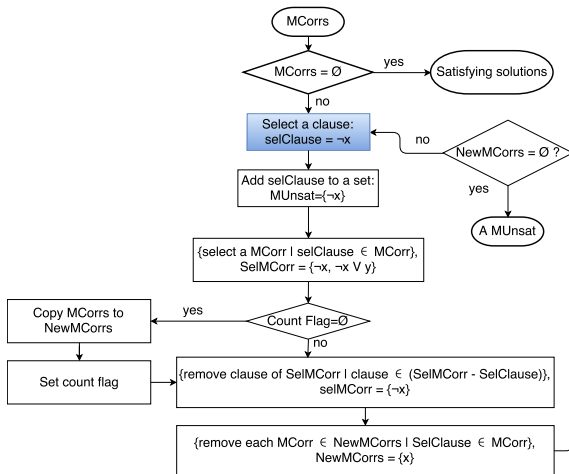 MCorrs
MCorrs = Ø
yes
Satisfying solutions
no
Select a clause:
selClause = ¬x
no
NewMCorrs = Ø ?
yes
Add selClause to a set:
MUnsat={¬x}
A MUnsat
{select a MCorr | selClause ∈ MCorr},
SelMCorr = {¬x, ¬x V y}
Copy MCorrs to
NewMCorrs
yes
Count Flag=Ø
no
Set count flag
{remove clause of SelMCorr | clause ∈ (SelMCorr - SelClause)},
selMCorr = {¬x}
{remove each MCorr ∈ NewMCorrs | SelClause ∈ MCorr},
NewMCorrs = {x}